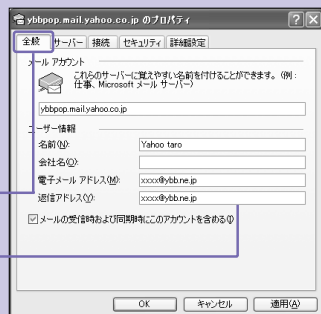 ybbpop.mail.yahoo.co.jp のプロパティ
全般 サーバー 接続 セキュリティ 詳細設定
メール アカウント
これらのサーバーに覚えやすい名前を付けることができます。(例 :
仕事、Microsoft メール サーバー)
ybbpop.mail.yahoo.co.jp
ユーザー情報
名前(N): Yahoo taro
会社名(O):
電子メール アドレス(M): xxxx@ybb.ne.jp
返信アドレス(Y): xxxx@ybb.ne.jp
メールの受信時および同期時にこのアカウントを含める(I)
OK キャンセル 適用(A)